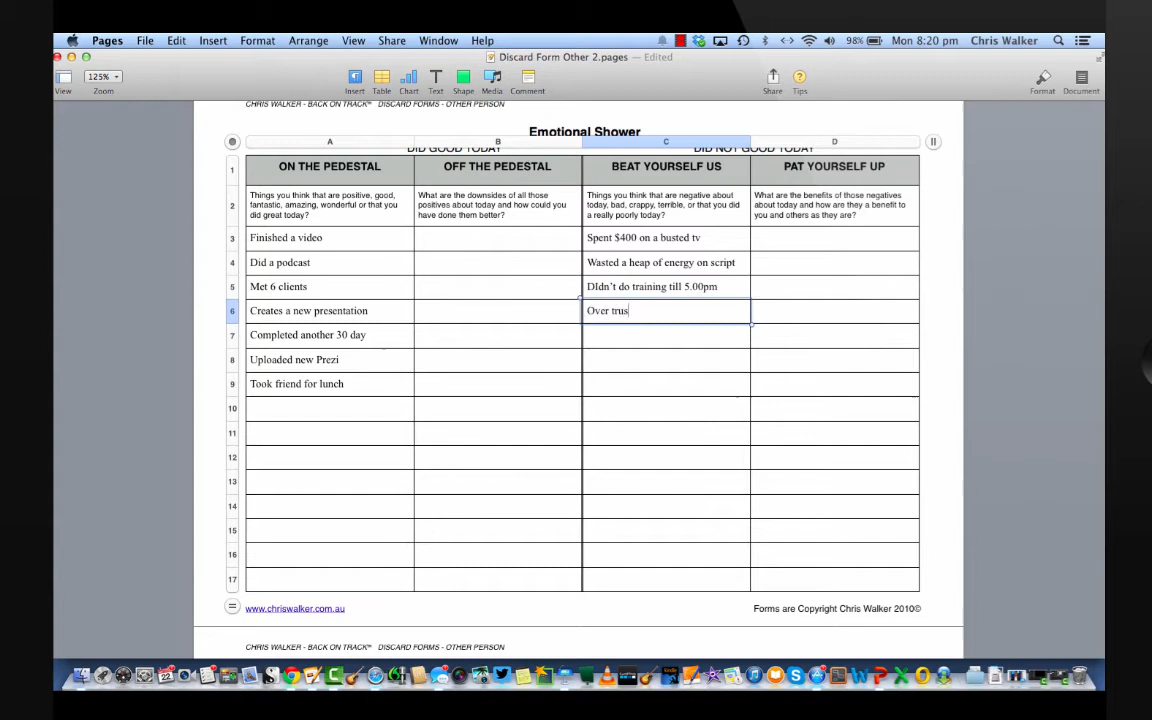 Pages File Edit Insert Format Arrange View Share Window Help 98% Mon 8:20 pm Chris Walker
Discard Form Other 2.pages — Edited
125%
View Zoom Insert Table Chart Text Shape Media Comment Share Tips Format Document
CHRIS WALKER - BACK ON TRACK™ DISCARD FORMS - OTHER PERSON
Emotional Shower
A B C D
DID GOOD TODAY DID NOT GOOD TODAY
1 ON THE PEDESTAL OFF THE PEDESTAL BEAT YOURSELF US PAT YOURSELF UP
Things you think that are positive, good, What are the downsides of all those Things you think that are negative about What are the benefits of those negatives
2 fantastic, amazing, wonderful or that you positives about today and how could you today, bad, crappy, terrible, or that you did about today and how are they a benefit to
did great today? have done them better? a really poorly today? you and others as they are?
3 Finished a video Spent $400 on a busted tv
4 Did a podcast Wasted a heap of energy on script
5 Met 6 clients DIdn't do training till 5.00pm
6 Creates a new presentation Over trus
7 Completed another 30 day
8 Uploaded new Prezi
9 Took friend for lunch
10
11
12
13
14
15
16
17
www.chriswalker.com.au Forms are Copyright Chris Walker 2010©
CHRIS WALKER - BACK ON TRACK™ DISCARD FORMS - OTHER PERSON